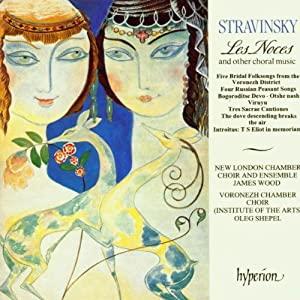 STRAVINSKY
Les Noces
and other choral music
Five Bridal Folksongs from the
Voronezh District
Four Russian Peasant Songs
Bogoroditse Devo · Otche nash
Veruyu
Tres Sacrae Cantiones
The dove descending breaks
the air
Introitus: T S Eliot in memoriam
NEW LONDON CHAMBER
CHOIR AND ENSEMBLE
JAMES WOOD
VORONEZH CHAMBER
CHOIR
(INSTITUTE OF THE ARTS)
OLEG SHEPEL
hyperion